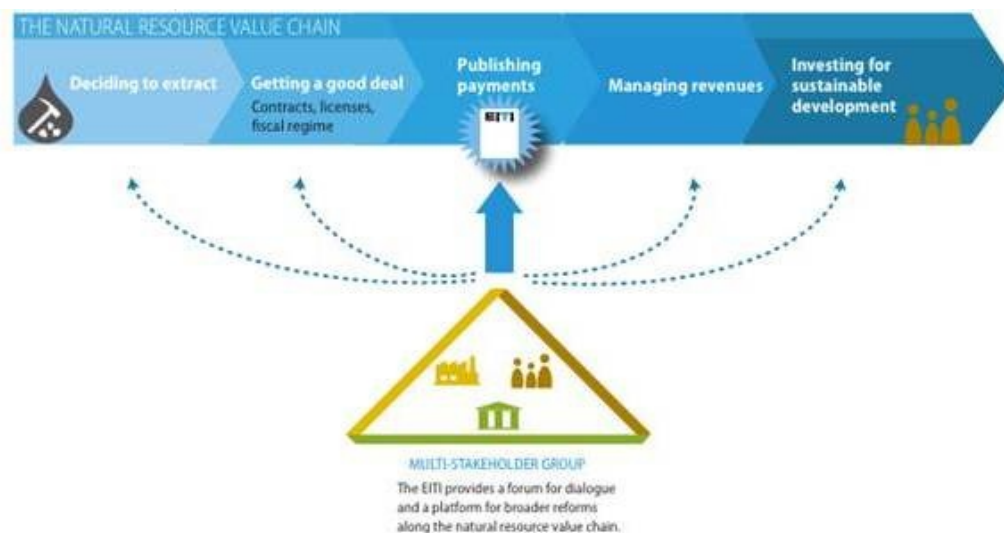 THE NATURAL RESOURCE VALUE CHAIN
Deciding to extract
Getting a good deal
Contracts, licenses,
fiscal regime
Publishing
payments
EITI
Managing revenues
Investing for
sustainable
development
MULTI-STAKEHOLDER GROUP
The EITI provides a forum for dialogue
and a platform for broader reforms
along the natural resource value chain.